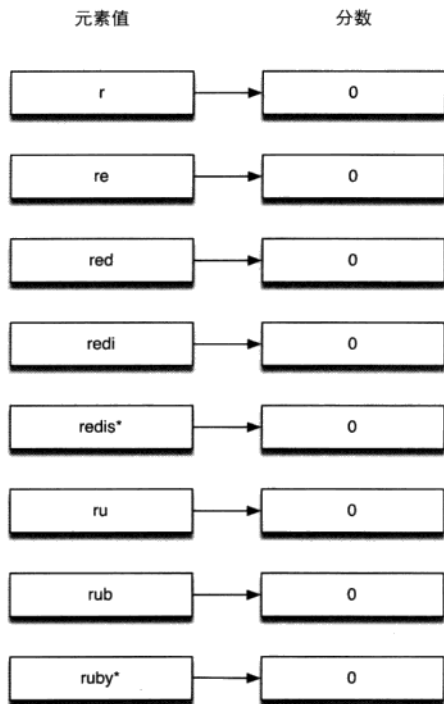 元素值 分数
r 0
re 0
red 0
redi 0
redis* 0
ru 0
rub 0
ruby* 0